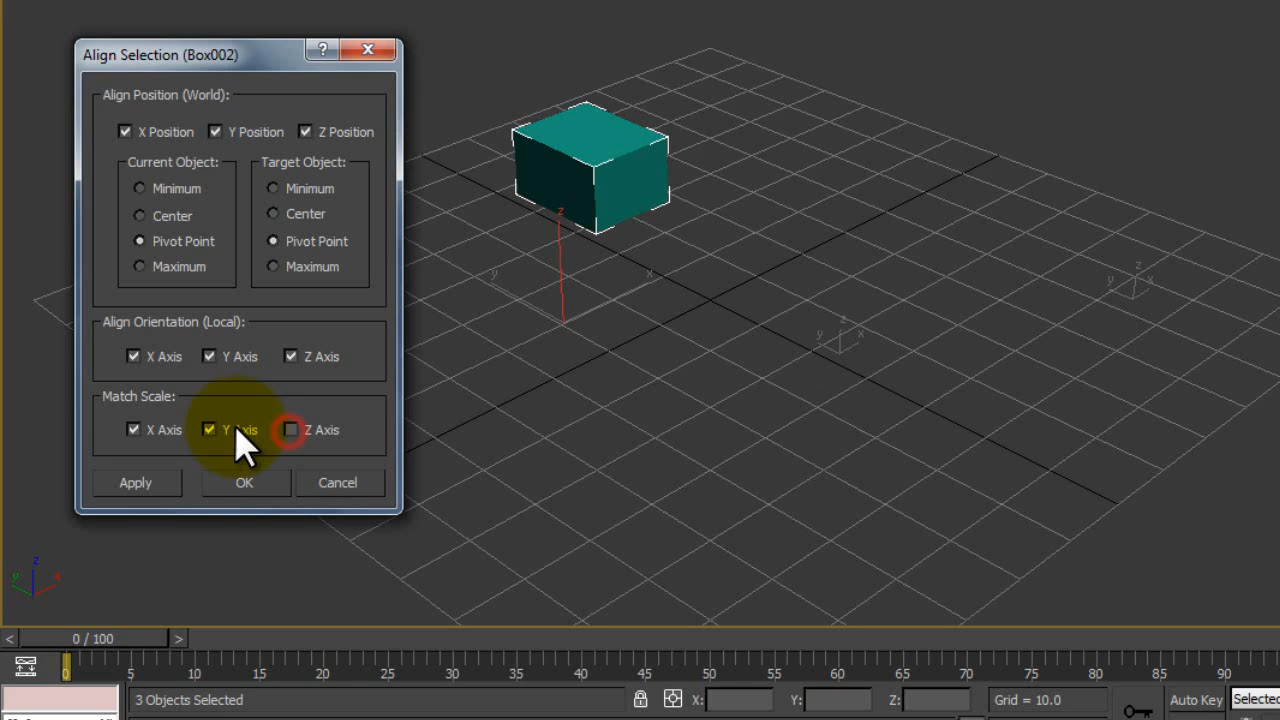 Align Selection (Box002)
?
Align Position (World):
X Position Y Position Z Position
Current Object: Target Object:
Minimum Minimum
Center Center
Pivot Point Pivot Point
Maximum Maximum
Align Orientation (Local):
X Axis Y Axis Z Axis
Match Scale:
X Axis Y Axis Z Axis
Apply OK Cancel
z
y x
z
y x
z
y x
z
y x
< 0 / 100 >
0 5 10 15 20 25 30 35 40 45 50 55 60 65 70 75 80 85 90
3 Objects Selected X: Y: Z: Grid = 10.0 Auto Key Selected